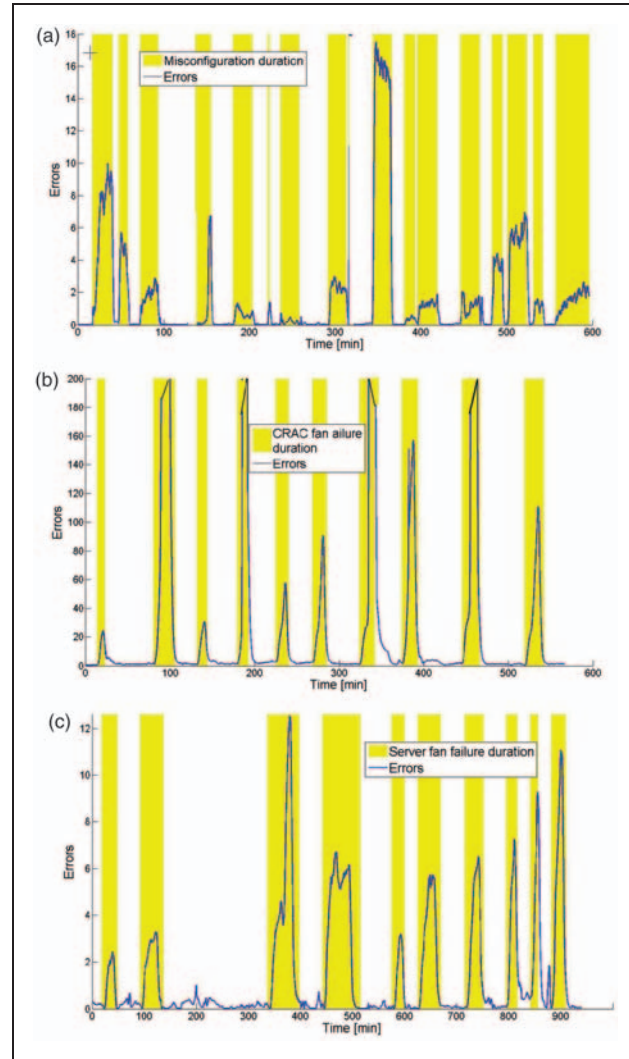 (a)
18
16
14
12
10
8
6
4
2
0
Errors
Misconfiguration duration
Errors
0 100 200 300 400 500 600
Time [min]
(b)
200
180
160
140
120
100
80
60
40
20
0
Errors
CRAC fan ailure
duration
Errors
0 100 200 300 400 500 600
Time [min]
(c)
12
10
8
6
4
2
0
Errors
Server fan failure duration
Errors
0 100 200 300 400 500 600 700 800 900
Time [min]